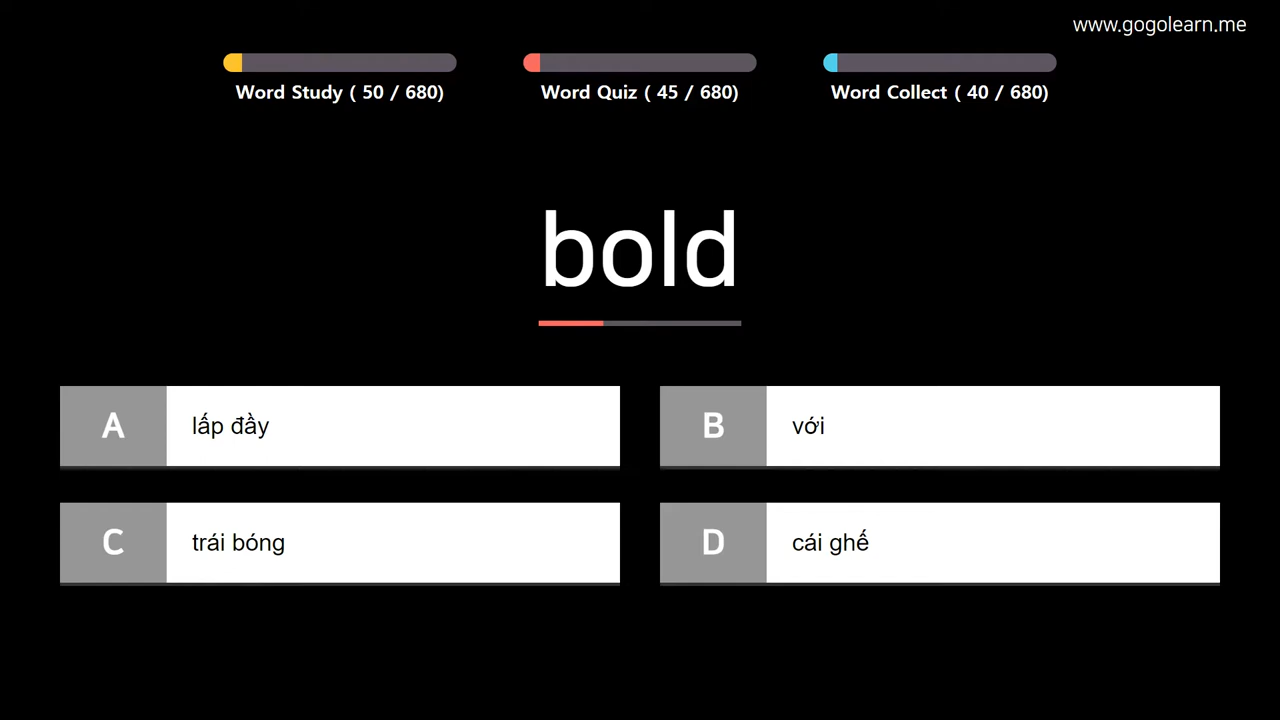 www.gogolearn.me
Word Study ( 50 / 680)
Word Quiz ( 45 / 680)
Word Collect ( 40 / 680)
bold
A lấp đầy
B với
C trái bóng
D cái ghế